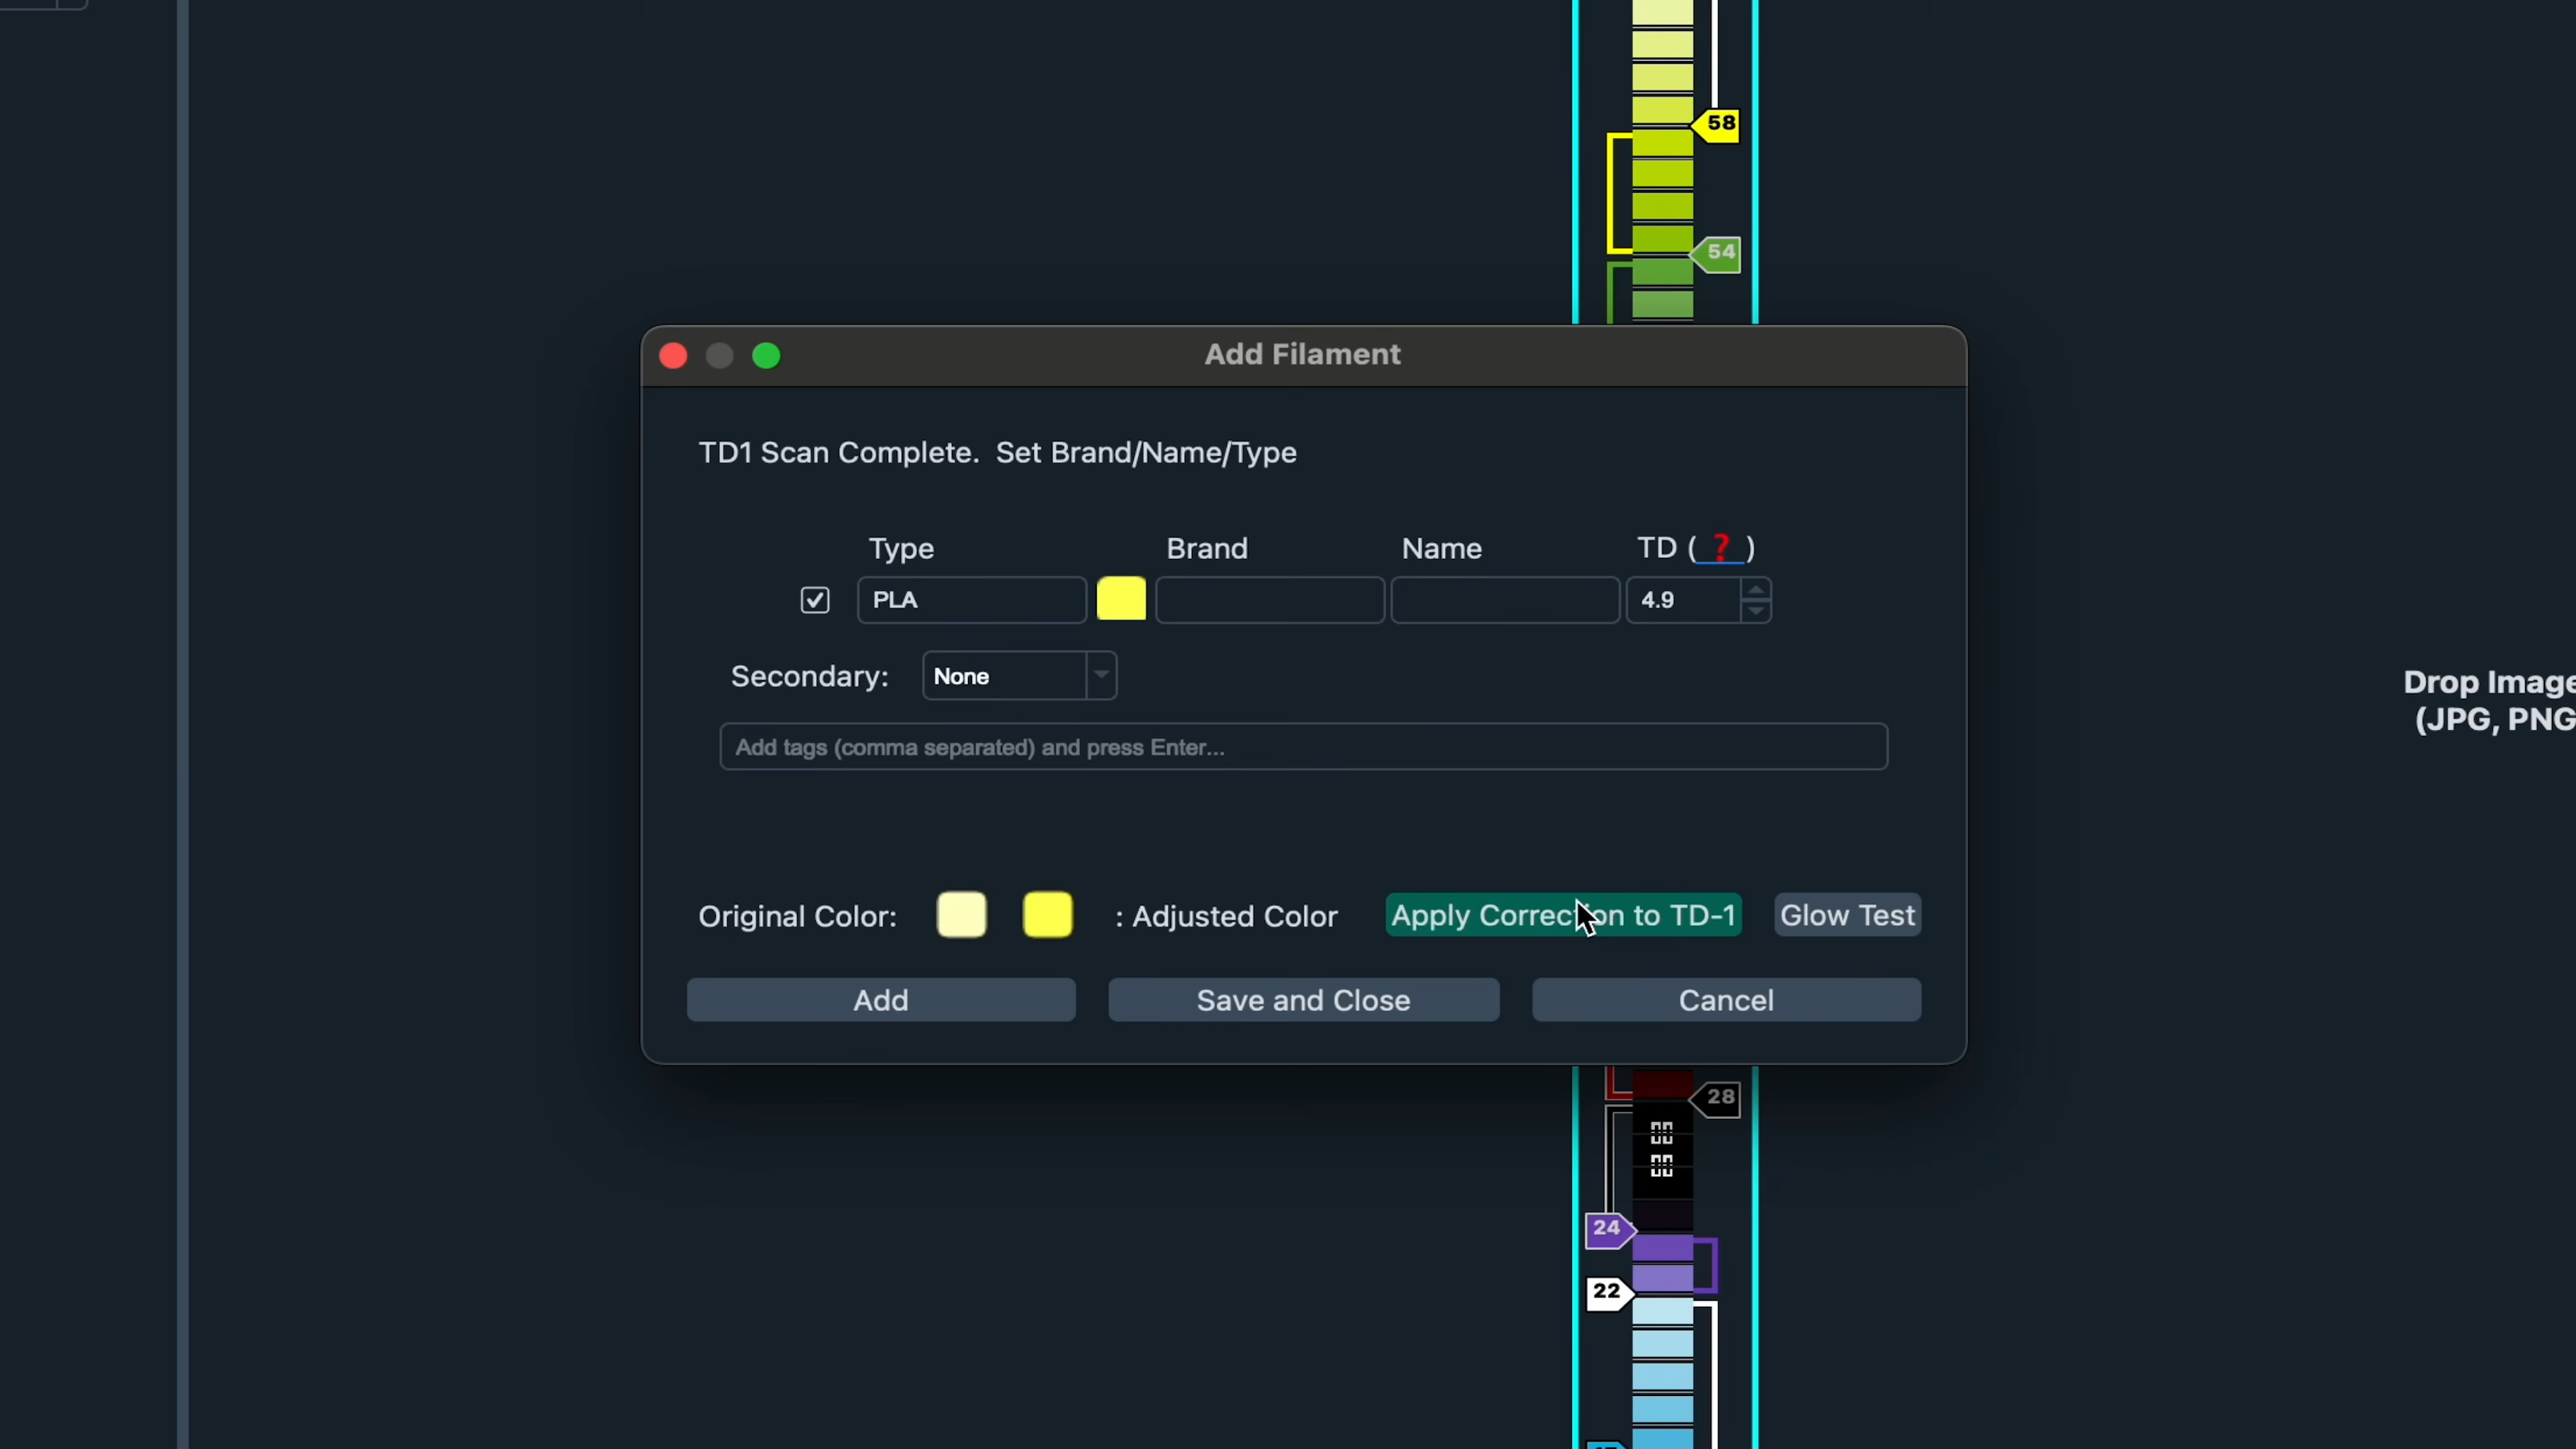 58
54
Add Filament
TD1 Scan Complete. Set Brand/Name/Type
Type Brand Name TD (?)
PLA 4.9
Secondary: None
Add tags (comma separated) and press Enter...
Drop Image
(JPG, PNG
Original Color: : Adjusted Color Apply Correction to TD-1 Glow Test
Add Save and Close Cancel
28
24
22